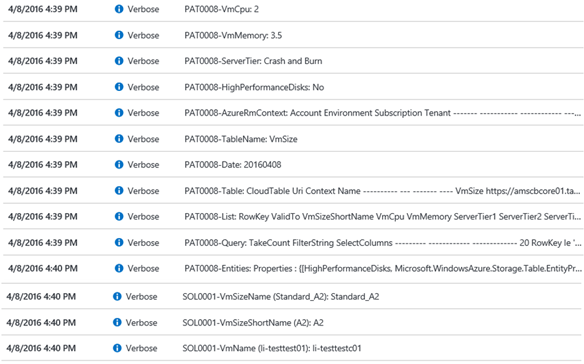 4/8/2016 4:39 PM Verbose PAT0008-VmCpu: 2
4/8/2016 4:39 PM Verbose PAT0008-VmMemory: 3.5
4/8/2016 4:39 PM Verbose PAT0008-ServerTier: Crash and Burn
4/8/2016 4:39 PM Verbose PAT0008-HighPerformanceDisks: No
4/8/2016 4:39 PM Verbose PAT0008-AzureRmContext: Account Environment Subscription Tenant ------- ----------- ------------ ---...
4/8/2016 4:39 PM Verbose PAT0008-TableName: VmSize
4/8/2016 4:39 PM Verbose PAT0008-Date: 20160408
4/8/2016 4:39 PM Verbose PAT0008-Table: CloudTable Uri Context Name ---------- --- ------- ---- VmSize https://amscbcore01.ta...
4/8/2016 4:39 PM Verbose PAT0008-List: RowKey ValidTo VmSizeShortName VmCpu VmMemory ServerTier1 ServerTier2 ServerTi...
4/8/2016 4:39 PM Verbose PAT0008-Query: TakeCount FilterString SelectColumns --------- ------------ ------------- 20 RowKey le '...
4/8/2016 4:40 PM Verbose PAT0008-Entities: Properties : {[HighPerformanceDisks, Microsoft.WindowsAzure.Storage.Table.EntityPr...
4/8/2016 4:40 PM Verbose SOL0001-VmSizeName (Standard_A2): Standard_A2
4/8/2016 4:40 PM Verbose SOL0001-VmSizeShortName (A2): A2
4/8/2016 4:40 PM Verbose SOL0001-VmName (li-testtest01): li-testtestc01